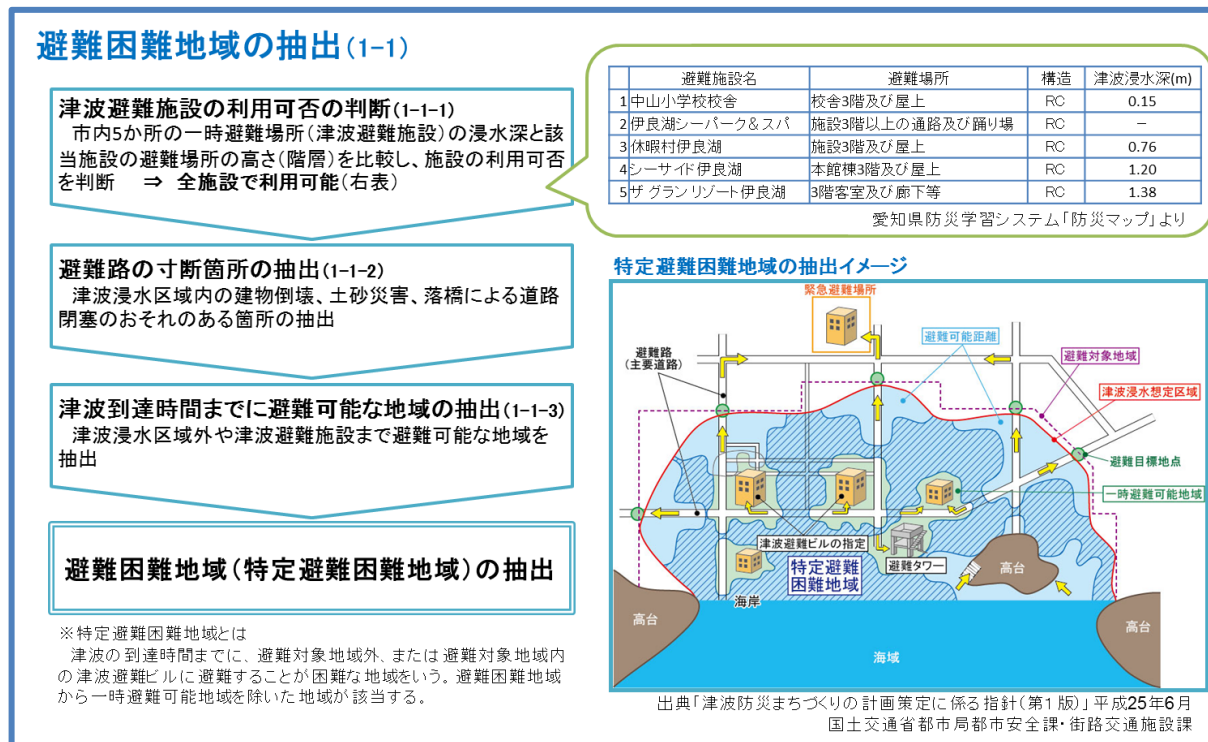 避難困難地域の抽出(1-1)
津波避難施設の利用可否の判断(1-1-1)
市内5か所の一時避難場所(津波避難施設)の浸水深と該
当施設の避難場所の高さ(階層)を比較し、施設の利用可否
を判断 ⇒ 全施設で利用可能(右表)
避難路の寸断箇所の抽出(1-1-2)
津波浸水区域内の建物倒壊、土砂災害、落橋による道路
閉塞のおそれのある箇所の抽出
津波到達時間までに避難可能な地域の抽出(1-1-3)
津波浸水区域外や津波避難施設まで避難可能な地域を
抽出
避難困難地域(特定避難困難地域)の抽出
※特定避難困難地域とは
津波の到達時間までに、避難対象地域外、または避難対象地域内
の津波避難ビルに避難することが困難な地域をいう。避難困難地域
から一時避難可能地域を除いた地域が該当する。
避難施設名 避難場所 構造 津波浸水深(m)
1 中山小学校校舎 校舎3階及び屋上 RC 0.15
2 伊良湖シーパーク&スパ 施設3階以上の通路及び踊り場 RC －
3 休暇村伊良湖 施設3階及び屋上 RC 0.76
4 シーサイド伊良湖 本館棟3階及び屋上 RC 1.20
5 ザ グランリゾート伊良湖 3階客室及び廊下等 RC 1.38
愛知県防災学習システム「防災マップ」より
特定避難困難地域の抽出イメージ
緊急避難場所
避難可能距離
避難路
(主要道路)
避難対象地域
津波浸水想定区域
避難目標地点
一時避難可能地域
津波避難ビルの指定
特定避難
困難地域
避難タワー
高台
海岸
高台
高台
海域
出典「津波防災まちづくりの計画策定に係る指針(第1版)」平成25年6月
国土交通省都市局都市安全課・街路交通施設課